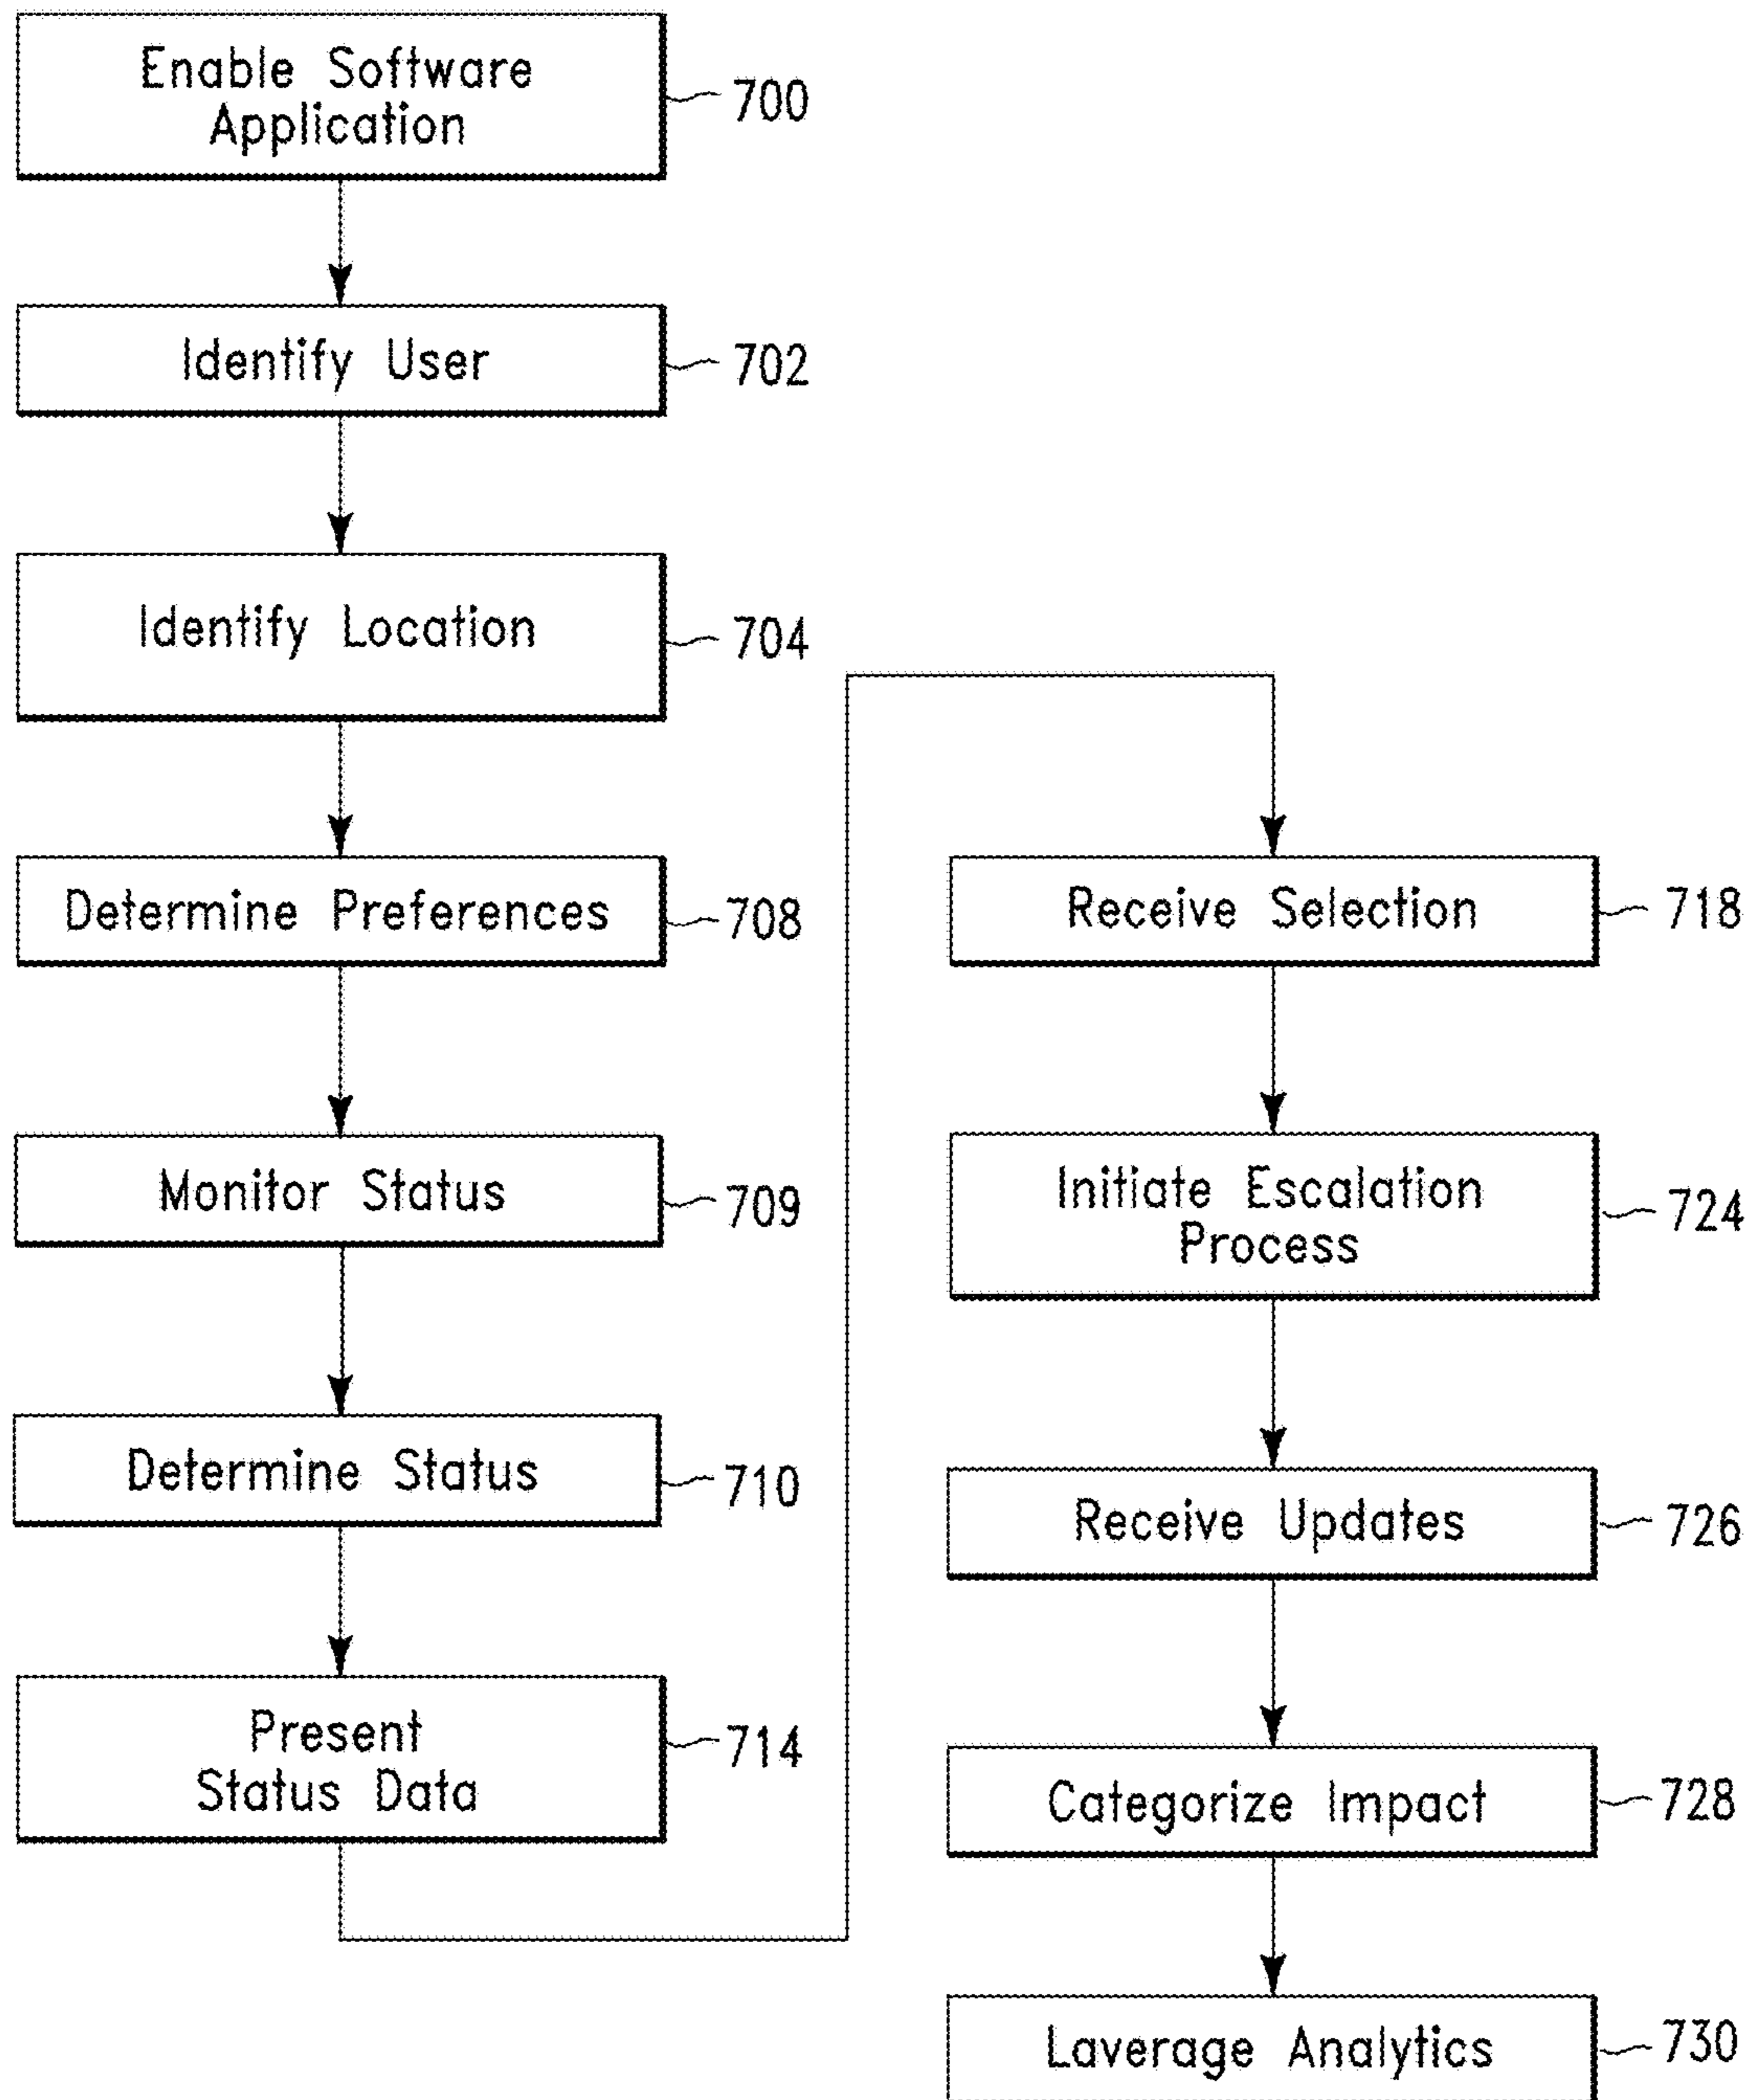 Enable Software
Application
700
Identify User
702
Identify Location
704
Determine Preferences
708
Monitor Status
709
Determine Status
710
Present
Status Data
714
Receive Selection
718
Initiate Escalation
Process
724
Receive Updates
726
Categorize Impact
728
Laverage Analytics
730